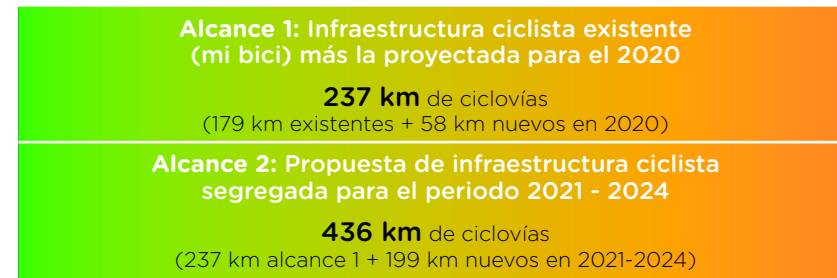 Alcance 1: Infraestructura ciclista existente
(mi bici) más la proyectada para el 2020
237 km de ciclovías
(179 km existentes + 58 km nuevos en 2020)
Alcance 2: Propuesta de infraestructura ciclista
segregada para el periodo 2021 - 2024
436 km de ciclovías
(237 km alcance 1 + 199 km nuevos en 2021-2024)